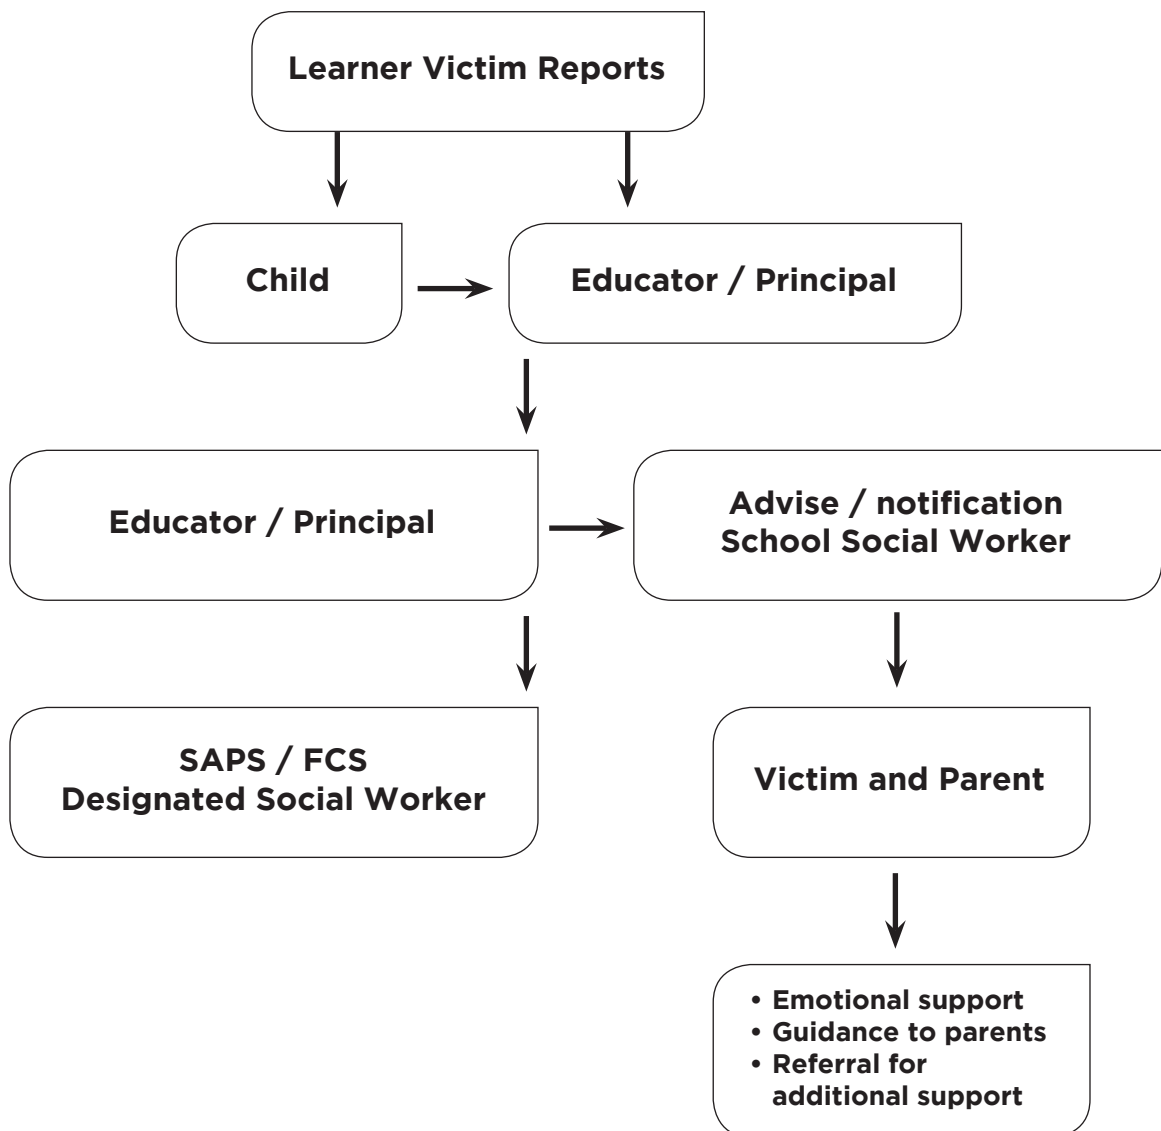 Learner Victim Reports
Child
Educator / Principal
Educator / Principal
Advise / notification
School Social Worker
SAPS / FCS
Designated Social Worker
Victim and Parent
• Emotional support
• Guidance to parents
• Referral for
additional support